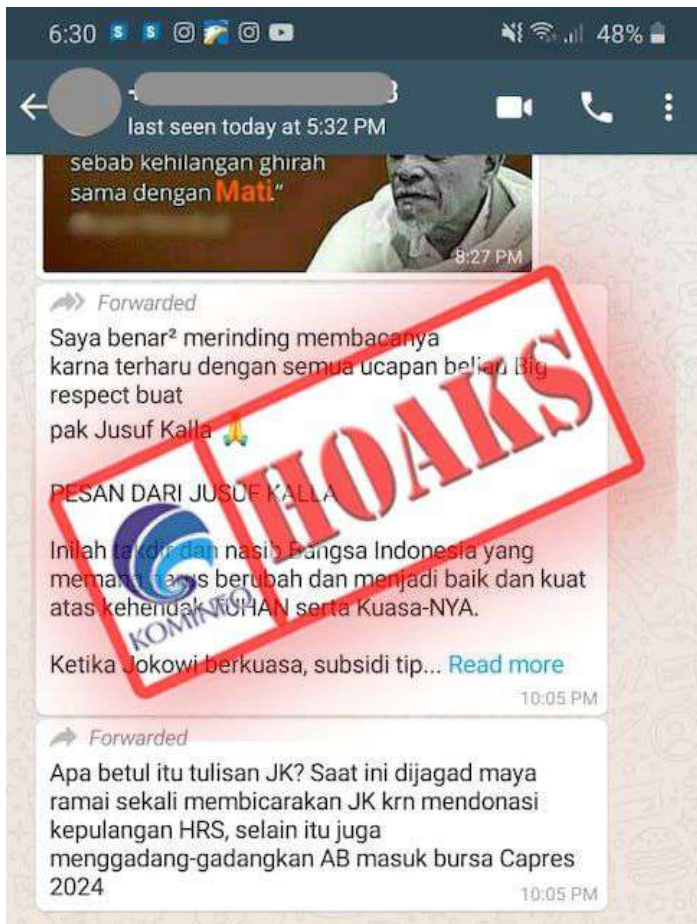 6:30
48%
last seen today at 5:32 PM
sebab kehilangan ghirah
sama dengan Mati."
8:27 PM
Forwarded
Saya benar² merinding membacanya
karna terharu dengan semua ucapan beliau Big
respect buat
pak Jusuf Kalla 🙏
PESAN DARI JUSUF KALLA
Inilah takdir dan nasib Bangsa Indonesia yang
memang harus berubah dan menjadi baik dan kuat
atas kehendak TUHAN serta Kuasa-NYA.
Ketika Jokowi berkuasa, subsidi tip... Read more
10:05 PM
KOMINFO
HOAKS
Forwarded
Apa betul itu tulisan JK? Saat ini dijagad maya
ramai sekali membicarakan JK krn mendonasi
kepulangan HRS, selain itu juga
menggadang-gadangkan AB masuk bursa Capres
2024
10:05 PM